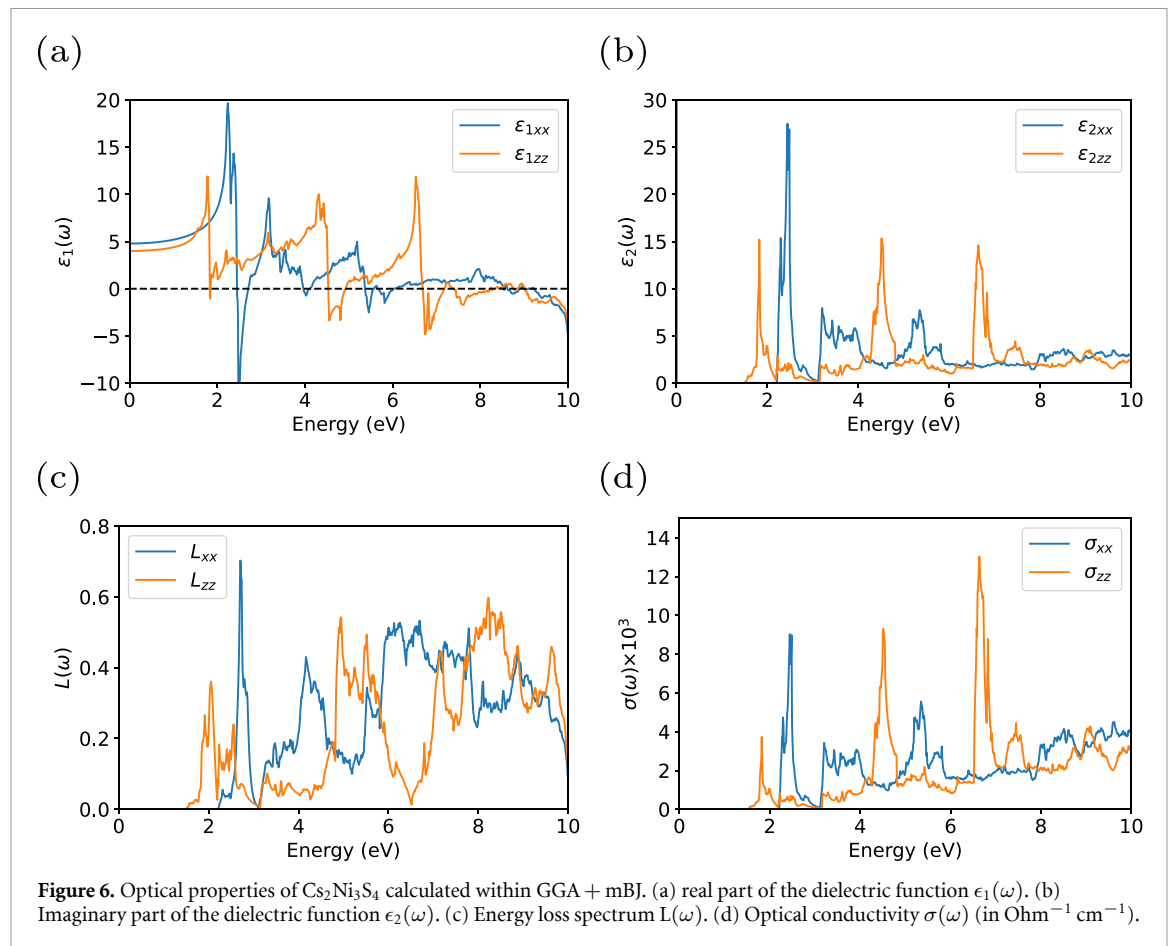 (a)
20
15
10
5
0
−5
−10
ε₁(ω)
ε₁ₓₓ
ε₁zz
0 2 4 6 8 10
Energy (eV)
(b)
30
25
20
15
10
5
0
ε₂(ω)
ε₂ₓₓ
ε₂zz
0 2 4 6 8 10
Energy (eV)
(c)
0.8
0.6
0.4
0.2
0.0
L(ω)
Lₓₓ
Lzz
0 2 4 6 8 10
Energy (eV)
(d)
14
12
10
8
6
4
2
0
σ(ω)×10³
σₓₓ
σzz
0 2 4 6 8 10
Energy (eV)
Figure 6. Optical properties of Cs₂Ni₃S₄ calculated within GGA + mBJ. (a) real part of the dielectric function ϵ₁(ω). (b)
Imaginary part of the dielectric function ϵ₂(ω). (c) Energy loss spectrum L(ω). (d) Optical conductivity σ(ω) (in Ohm⁻¹ cm⁻¹).